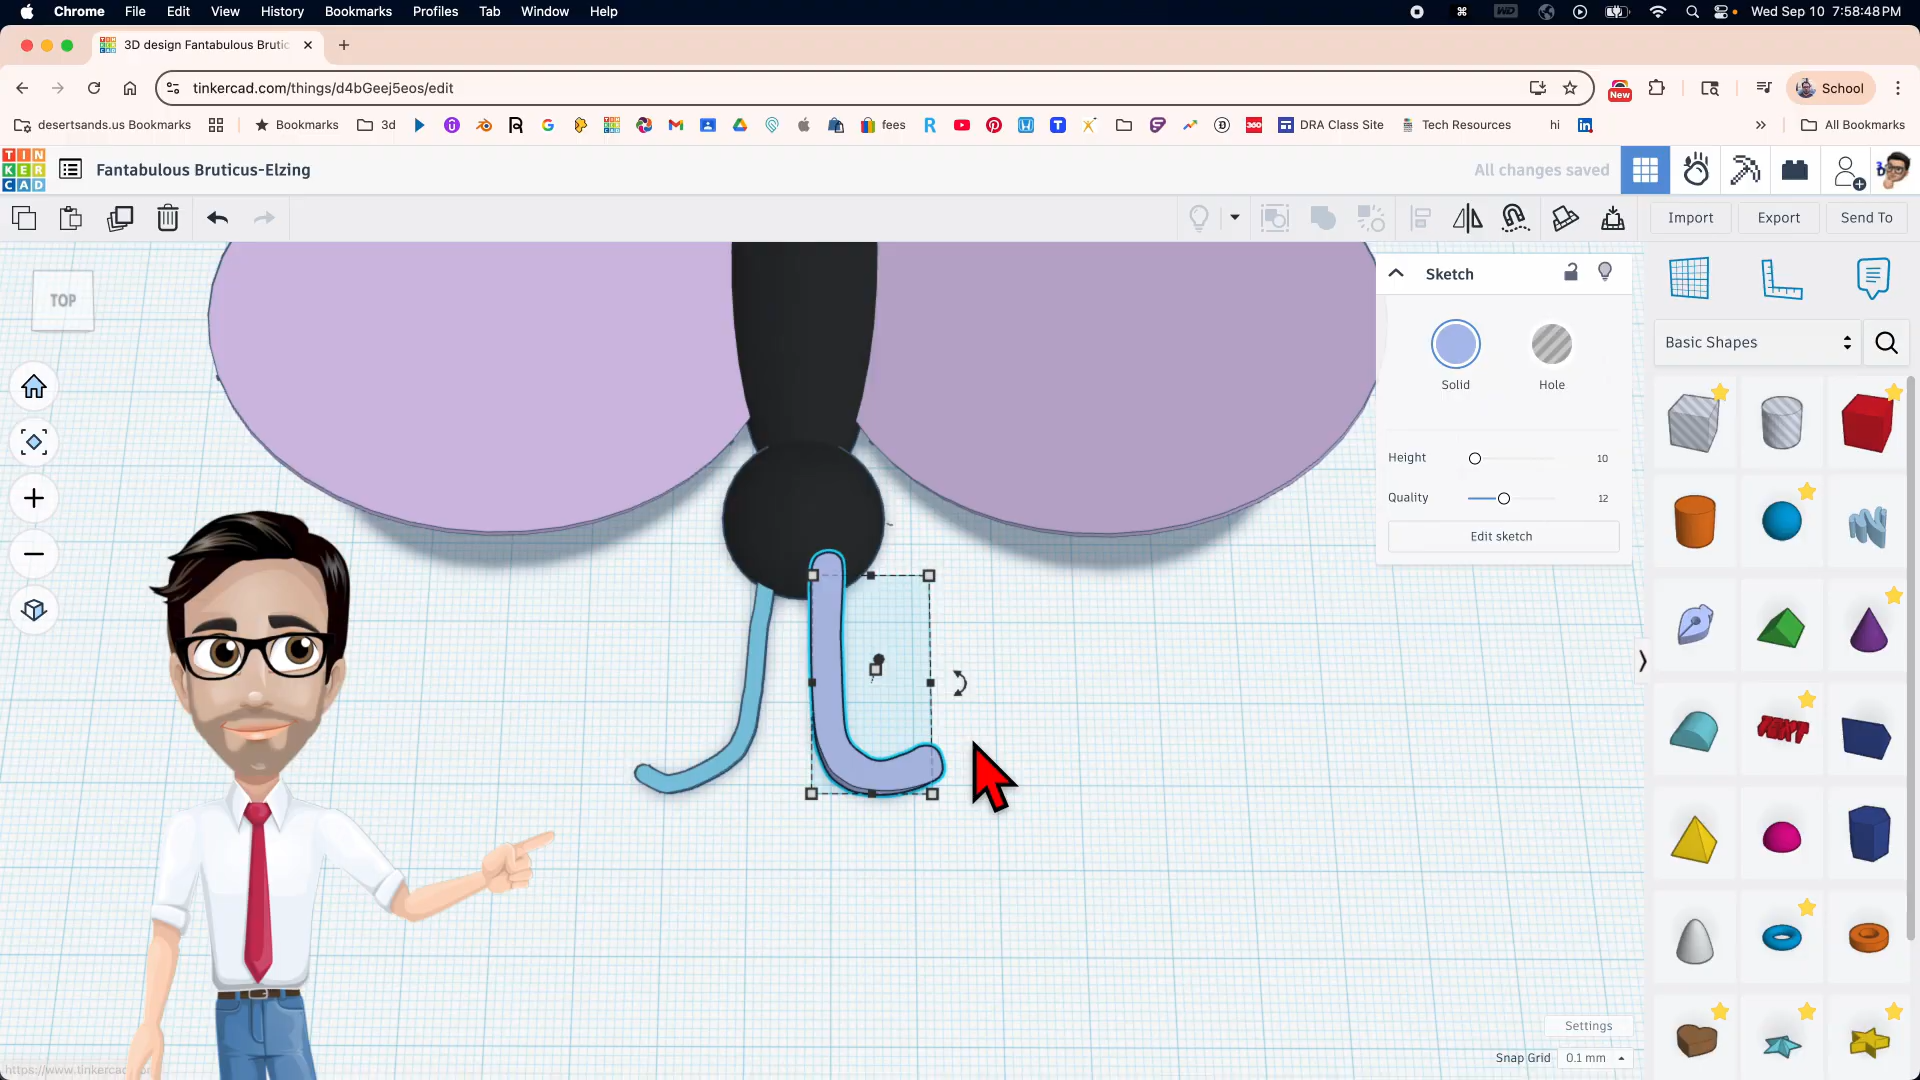 Chrome File Edit View History Bookmarks Profiles Tab Window Help
Wed Sep 10 7:58:48 PM
3D design Fantabulous Brutic
tinkercad.com/things/d4bGeej5eos/edit
New
School
desertsands.us Bookmarks
Bookmarks
3d
fees
DRA Class Site
Tech Resources
hi
All Bookmarks
TIN
KER
CAD
Fantabulous Bruticus-Elzing
All changes saved
Import
Export
Send To
TOP
Sketch
Solid
Hole
Height
10
Quality
12
Edit sketch
Basic Shapes
TEXT
Settings
Snap Grid
0.1 mm